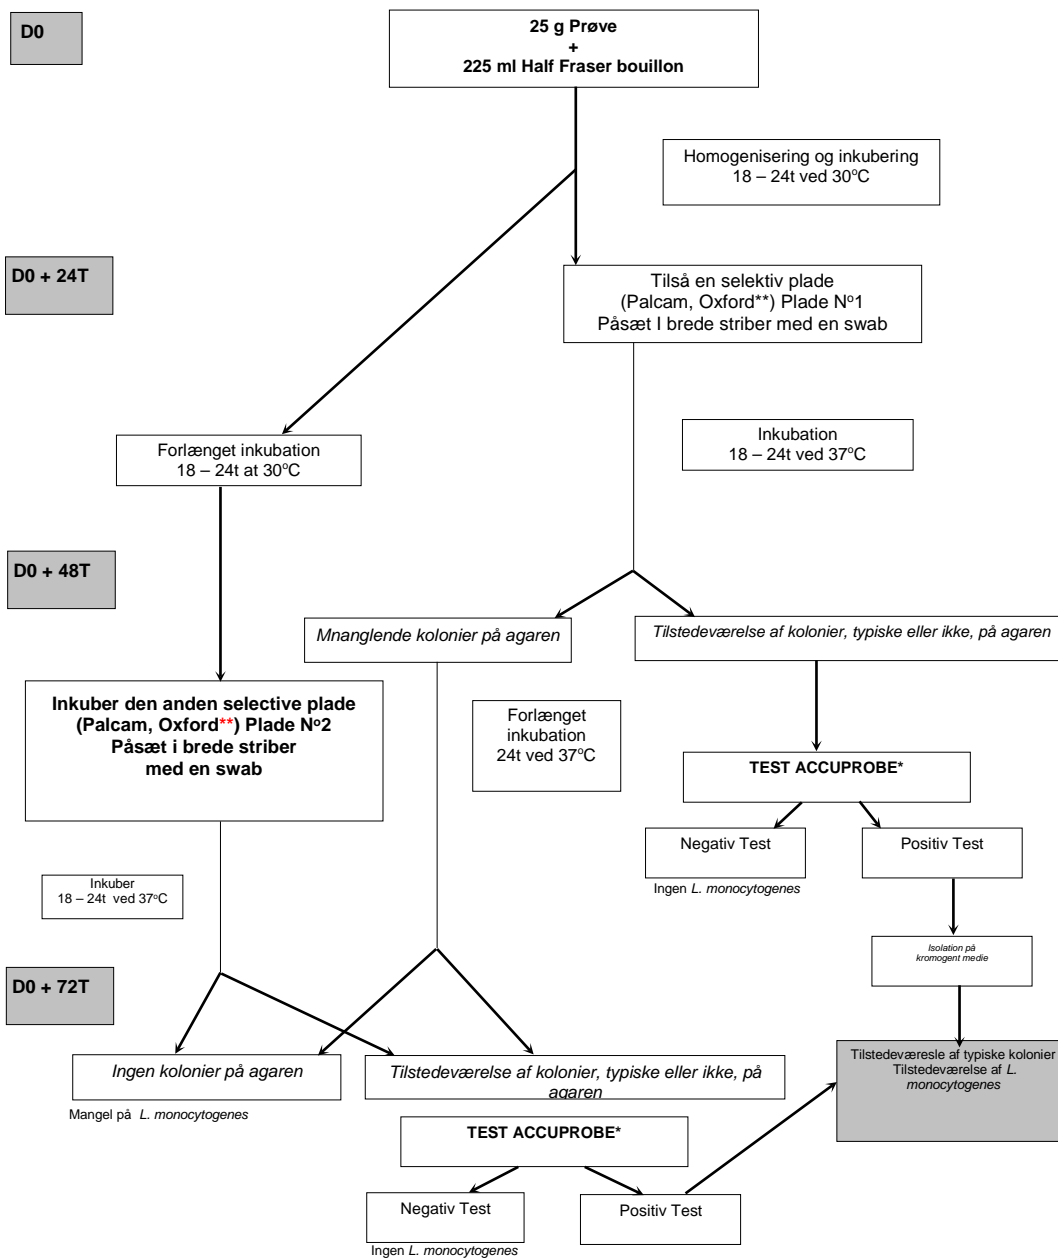 D0
25 g Prøve
+
225 ml Half Fraser bouillon
Homogenisering og inkubering
18 – 24t ved 30°C
D0 + 24T
Tilså en selektiv plade
(Palcam, Oxford**) Plade Nº1
Påsæt I brede striber med en swab
Forlænget inkubation
18 – 24t at 30°C
Inkubation
18 – 24t ved 37°C
D0 + 48T
Mnanglende kolonier på agaren
Tilstedeværelse af kolonier, typiske eller ikke, på agaren
Inkuber den anden selective plade
(Palcam, Oxford**) Plade Nº2
Påsæt i brede striber
med en swab
Forlænget
inkubation
24t ved 37°C
TEST ACCUPROBE*
Negativ Test
Positiv Test
Ingen L. monocytogenes
Inkuber
18 – 24t  ved 37°C
Isolation på
kromogent medie
D0 + 72T
Ingen kolonier på agaren
Mangel på  L. monocytogenes
Tilstedeværelse af kolonier, typiske eller ikke, på
agaren
Tilstedeværesle af typiske kolonier
Tilstedeværelse af L.
monocytogenes
TEST ACCUPROBE*
Negativ Test
Positiv Test
Ingen L. monocytogenes